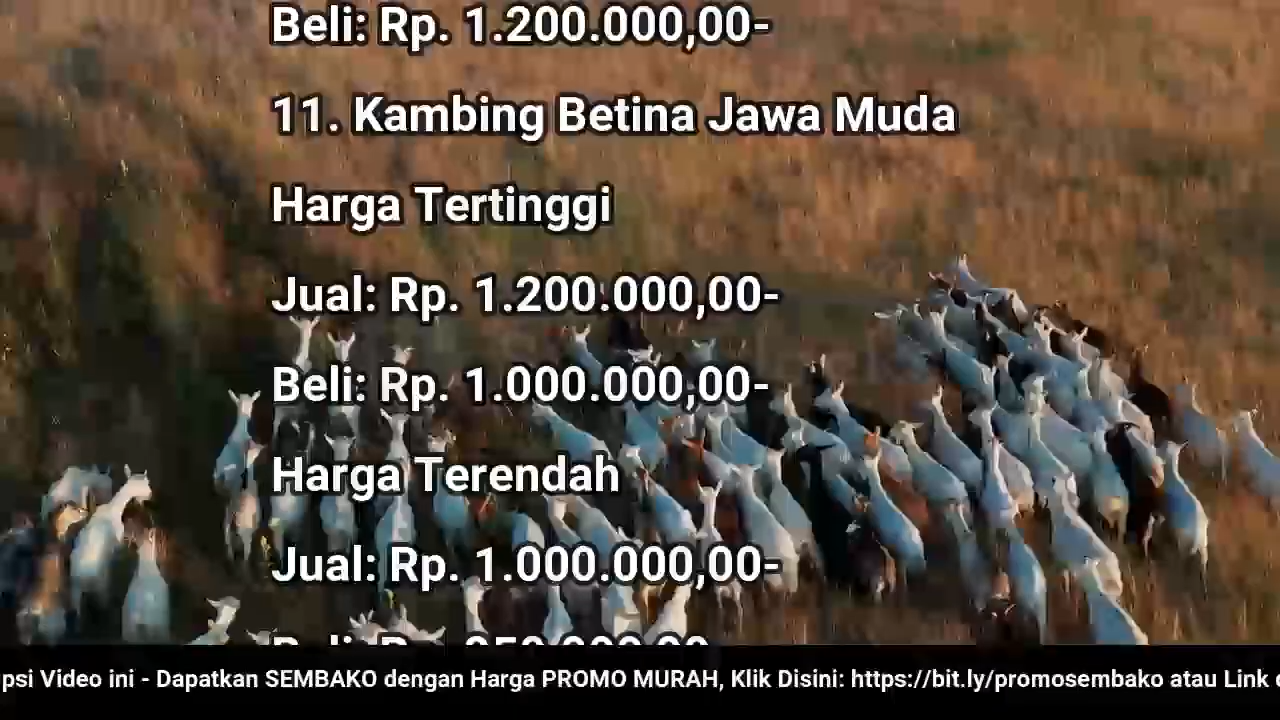 Beli: Rp. 1.200.000,00-
11. Kambing Betina Jawa Muda
Harga Tertinggi
Jual: Rp. 1.200.000,00-
Beli: Rp. 1.000.000,00-
Harga Terendah
Jual: Rp. 1.000.000,00-
Beli: Rp.
psi Video ini - Dapatkan SEMBAKO dengan Harga PROMO MURAH, Klik Disini: https://bit.ly/promosembako atau Link